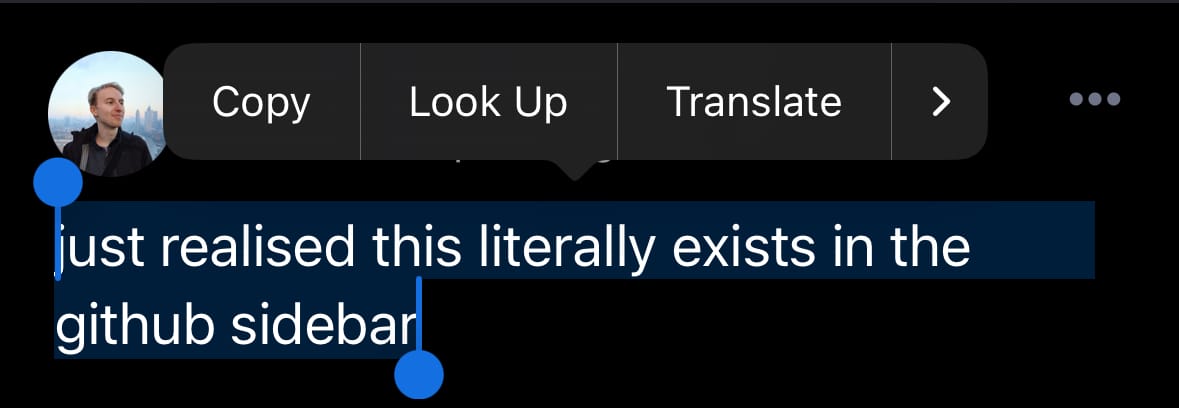 Copy Look Up Translate
just realised this literally exists in the
github sidebar